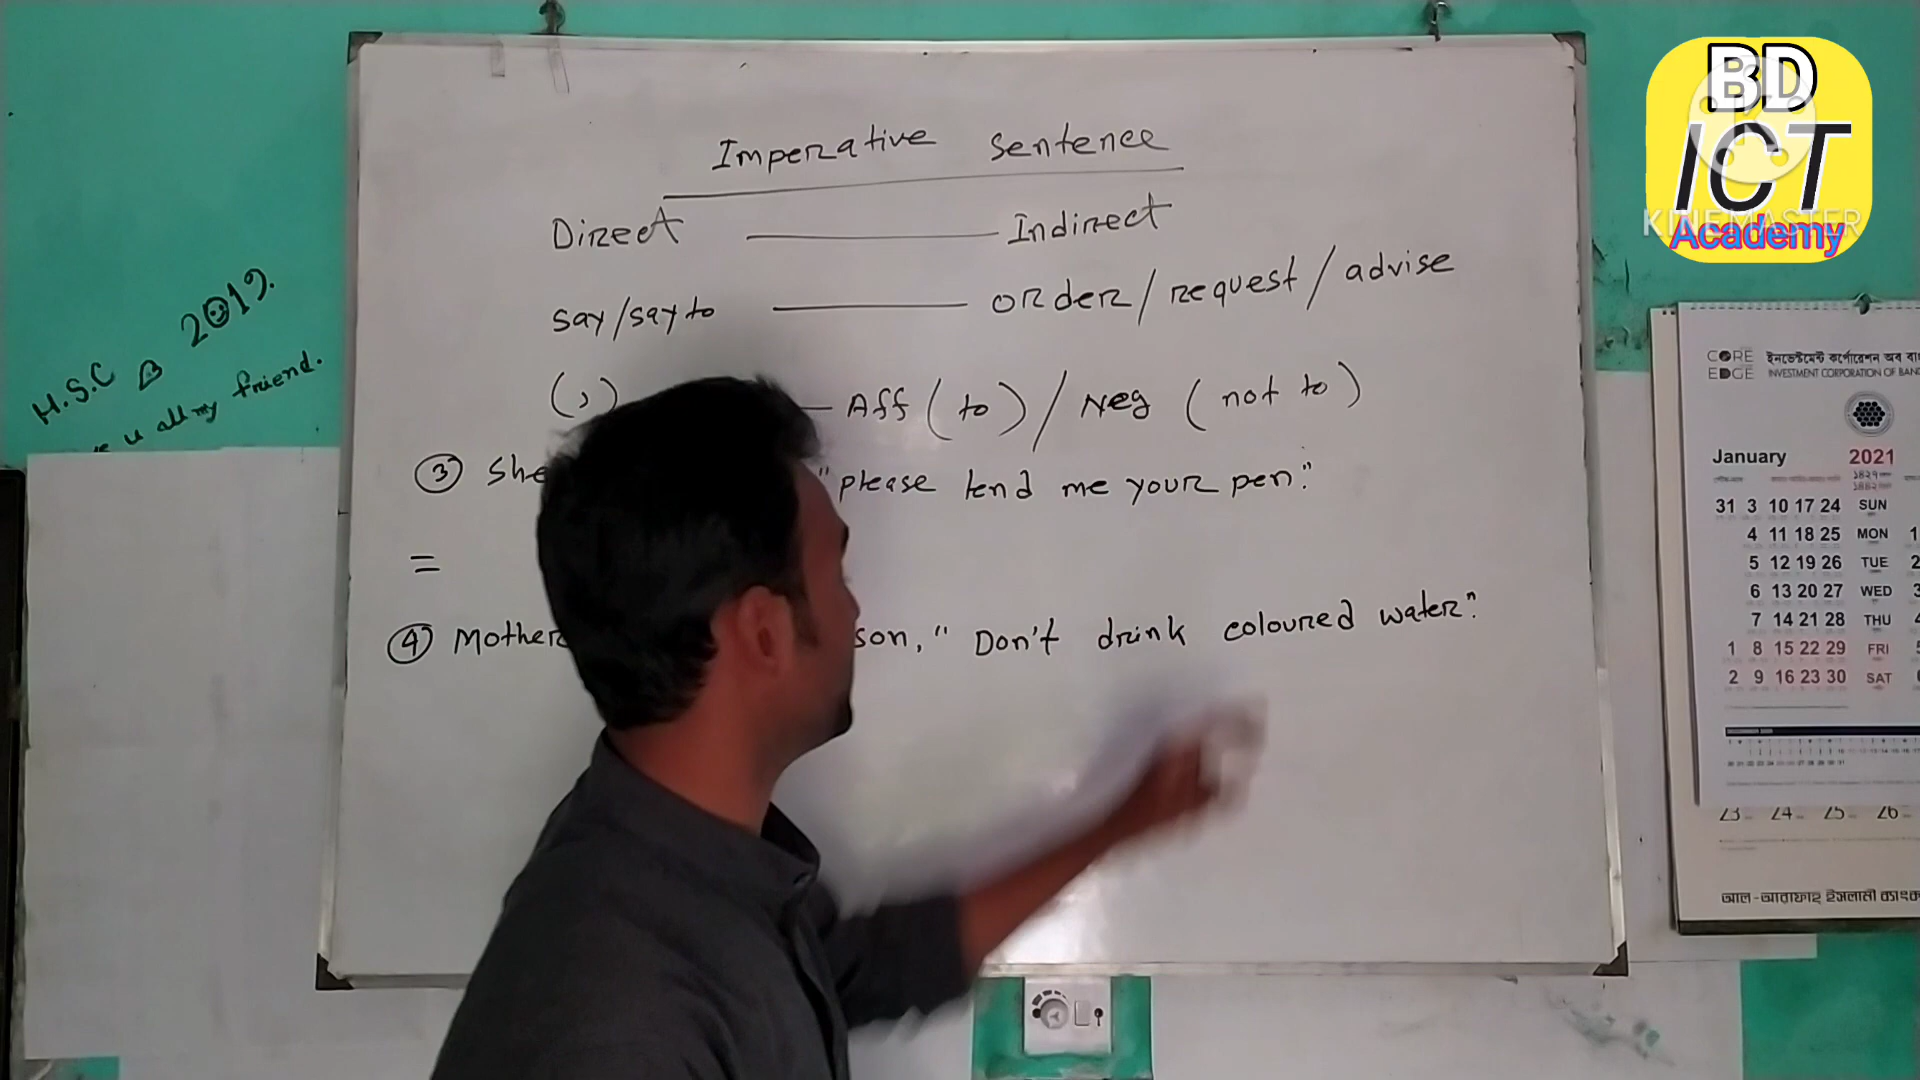 Imperative Sentence
Direct Indirect
say/say to order/request/advise
(,) Aff (to) / Neg (not to)
③ She "please lend me your pen."
=
④ Mother son, "Don't drink coloured water."
H.S.C 2019.
u all my friend.
BD
ICT
Academy
KINEMASTER
CORE EDGE
ইনভেস্টমেন্ট কর্পোরেশন অব
INVESTMENT CORPORATION OF
January 2021
১৪২৭
১৪৪২
31 3 10 17 24 SUN
4 11 18 25 MON
5 12 19 26 TUE
6 13 20 27 WED
7 14 21 28 THU
1 8 15 22 29 FRI
2 9 16 23 30 SAT
23 24 25 26
আল-আরাফাহ্ ইসলামী